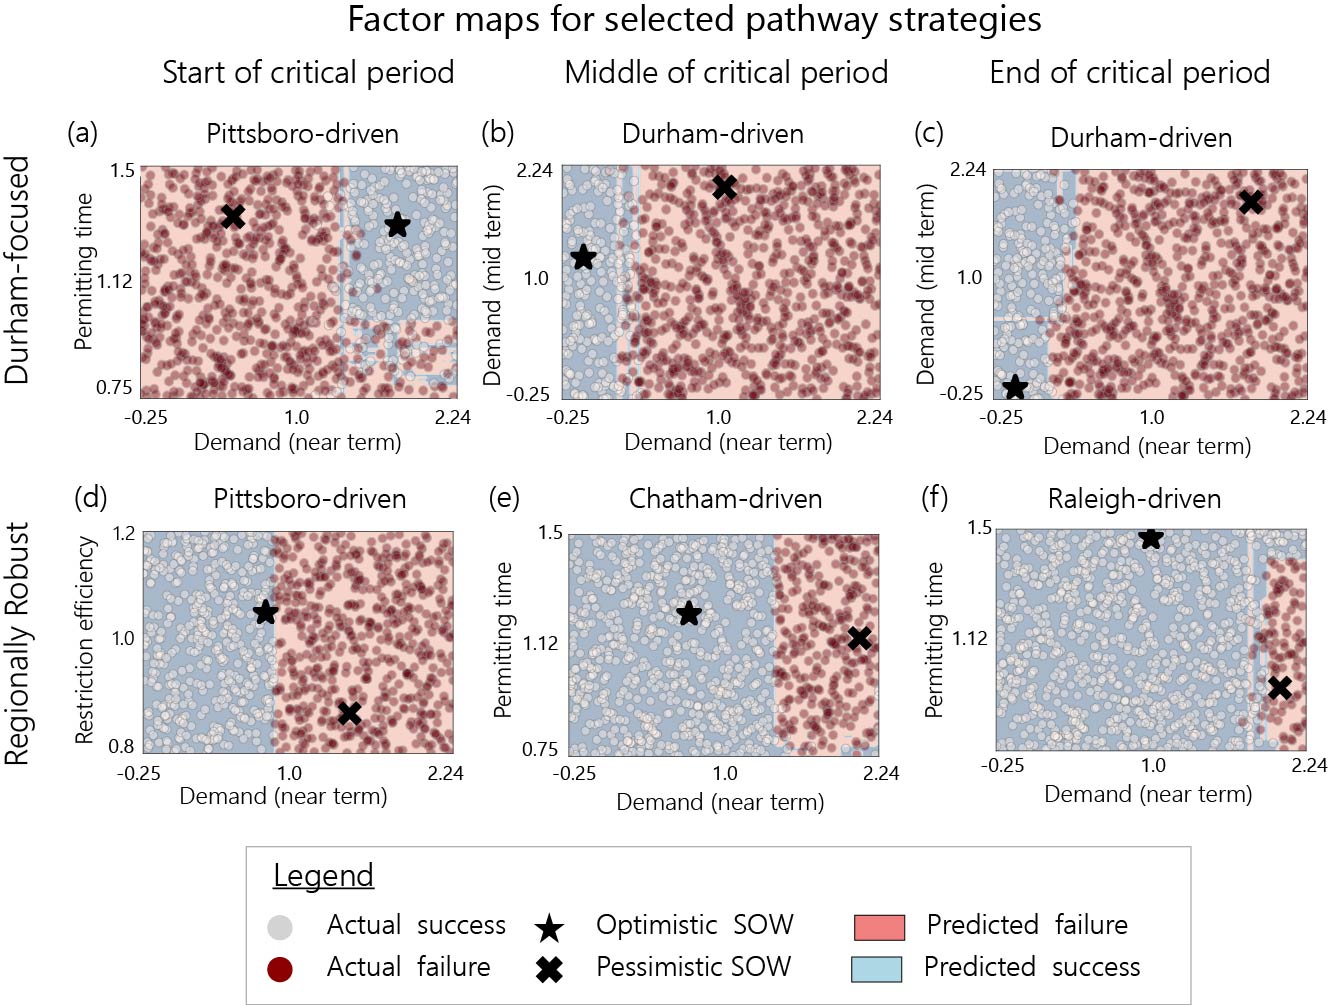 Factor maps for selected pathway strategies
Start of critical period
Middle of critical period
End of critical period
Durham-focused
(a)
Pittsboro-driven
Permitting time
1.5
1.12
0.75
-0.25
1.0
2.24
Demand (near term)
(b)
Durham-driven
Demand (mid term)
2.24
1.0
-0.25
-0.25
1.0
2.24
Demand (near term)
(c)
Durham-driven
Demand (mid term)
2.24
1.0
-0.25
-0.25
1.0
2.24
Demand (near term)
Regionally Robust
(d)
Pittsboro-driven
Restriction efficiency
1.2
1.0
0.8
-0.25
1.0
2.24
Demand (near term)
(e)
Chatham-driven
Permitting time
1.5
1.12
0.75
-0.25
1.0
2.24
Demand (near term)
(f)
Raleigh-driven
Permitting time
1.5
1.12
-0.25
1.0
2.24
Demand (near term)
Legend
Actual success
Optimistic SOW
Predicted failure
Actual failure
Pessimistic SOW
Predicted success